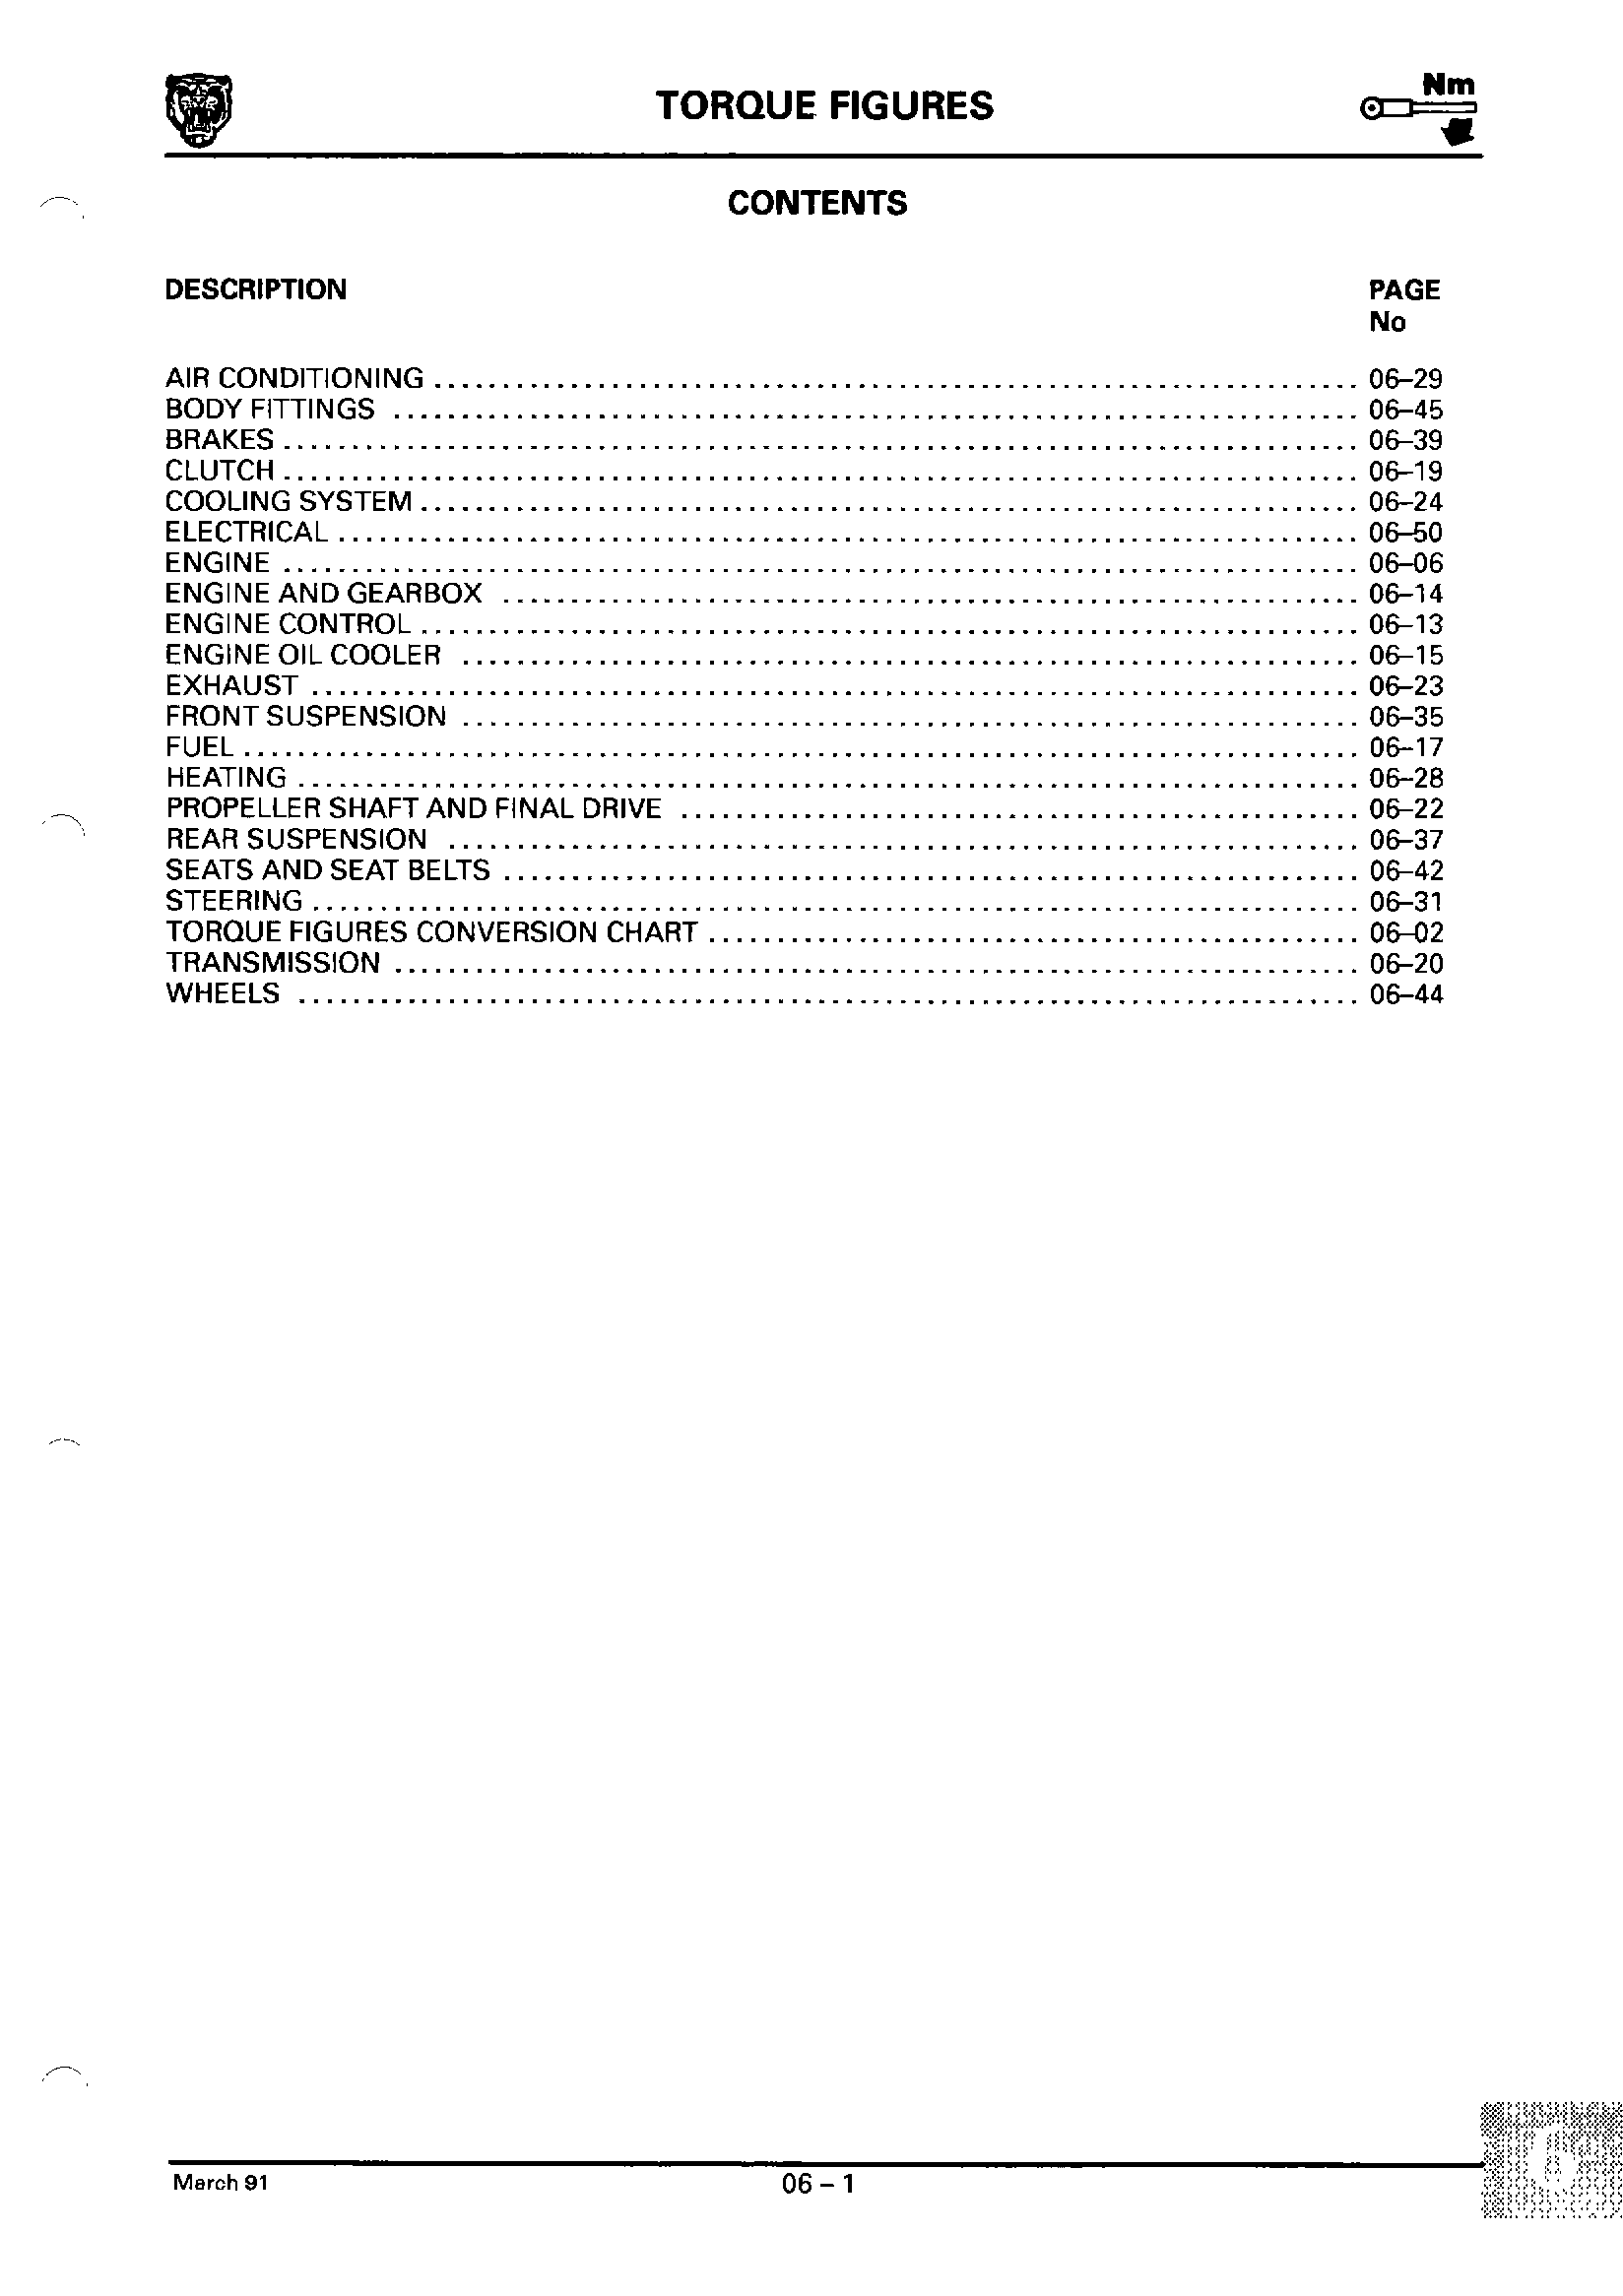 TORQUE FIGURES
Nm
CONTENTS
DESCRIPTION PAGE
No
AIR CONDITIONING ........................................ 06–29
BODY FITTINGS ........................................ 06–45
BRAKES ........................................ 06–39
CLUTCH ........................................ 06–19
COOLING SYSTEM ........................................ 06–24
ELECTRICAL ........................................ 06–50
ENGINE ........................................ 06–06
ENGINE AND GEARBOX ........................................ 06–14
ENGINE CONTROL ........................................ 06–13
ENGINE OIL COOLER ........................................ 06–15
EXHAUST ........................................ 06–23
FRONT SUSPENSION ........................................ 06–35
FUEL ........................................ 06–17
HEATING ........................................ 06–28
PROPELLER SHAFT AND FINAL DRIVE ........................................ 06–22
REAR SUSPENSION ........................................ 06–37
SEATS AND SEAT BELTS ........................................ 06–42
STEERING ........................................ 06–31
TORQUE FIGURES CONVERSION CHART ........................................ 06–02
TRANSMISSION ........................................ 06–20
WHEELS ........................................ 06–44
March 91 06 – 1